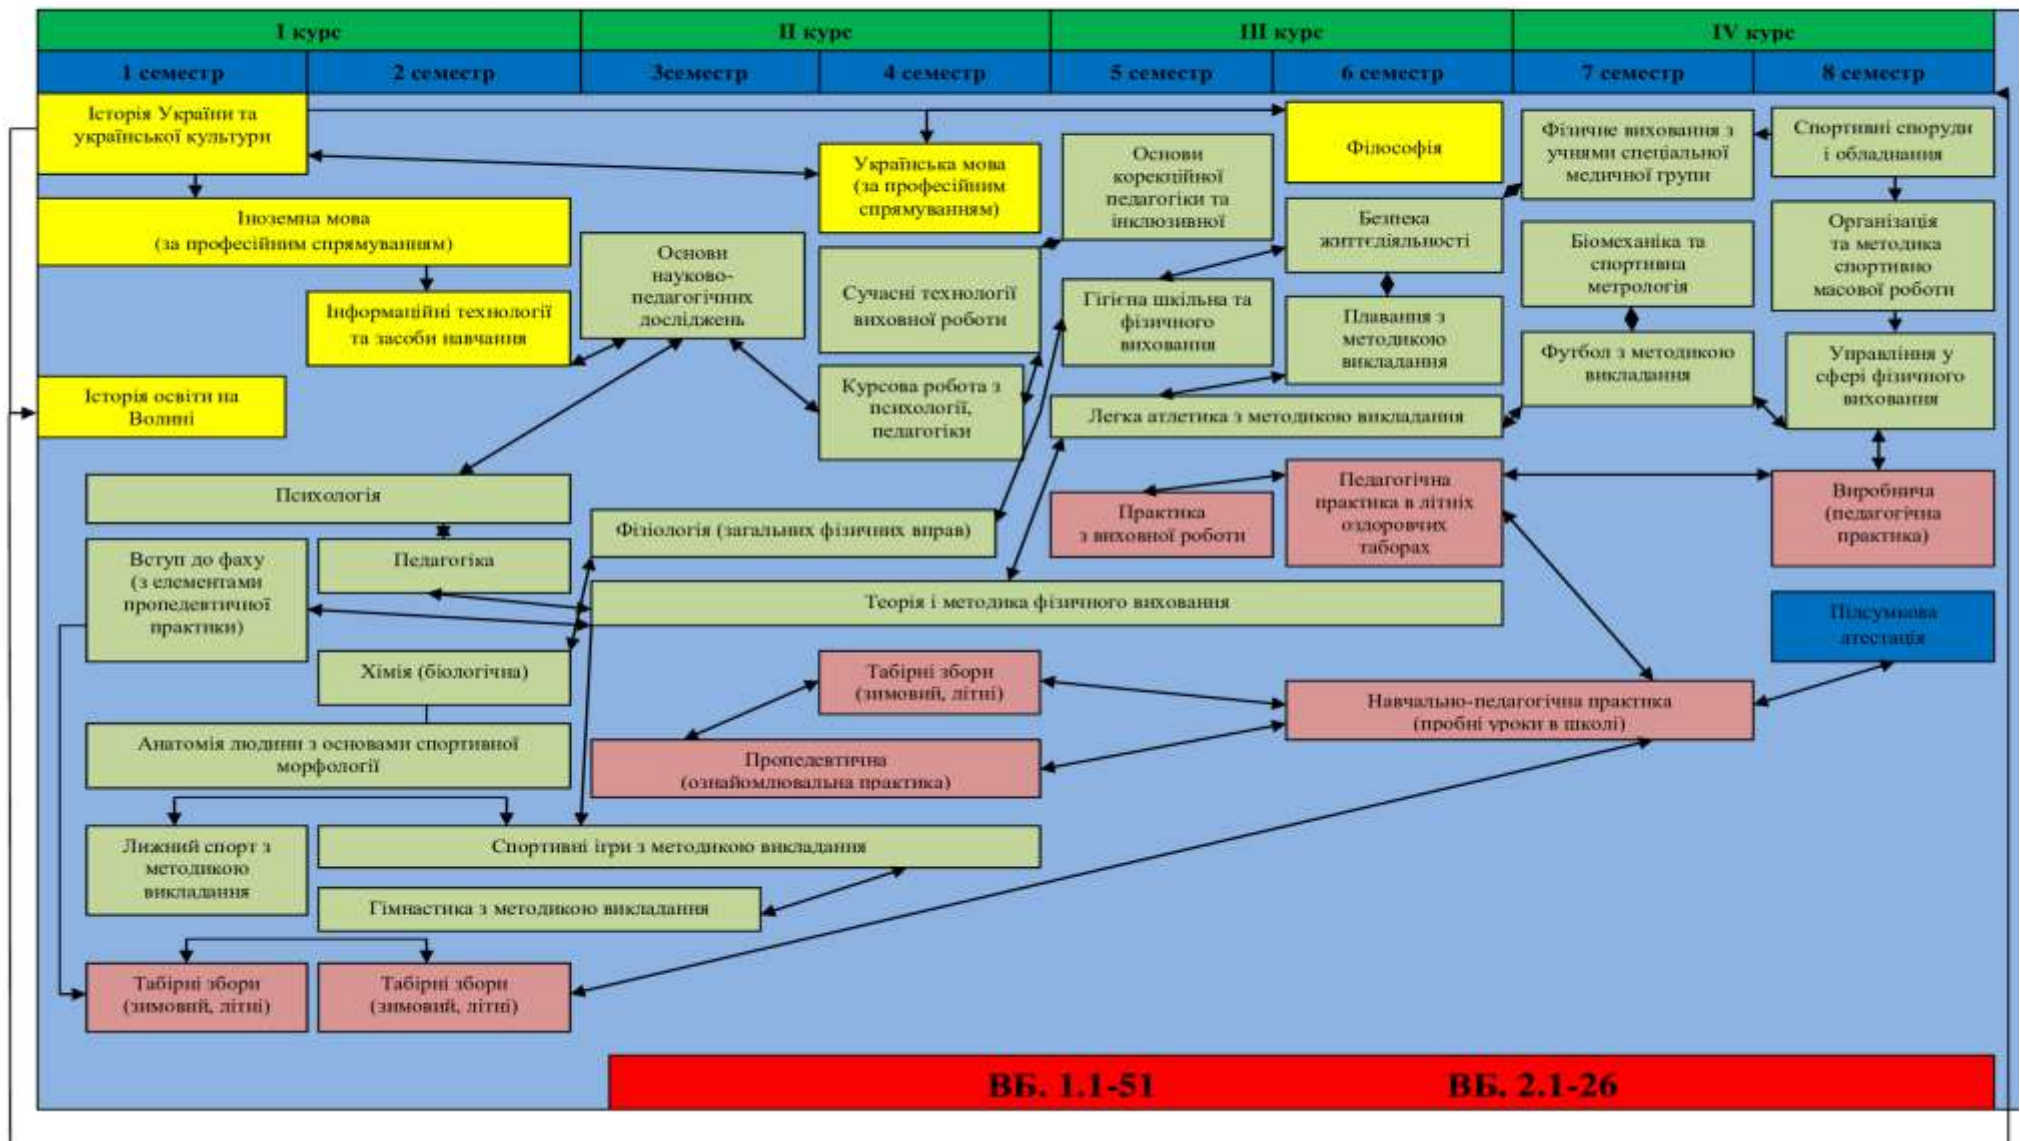 I курс
II курс
III курс
IV курс
1 семестр
2 семестр
3семестр
4 семестр
5 семестр
6 семестр
7 семестр
8 семестр
Історія України та
української культури
Іноземна мова
(за професійним спрямуванням)
Інформаційні технології
та засоби навчання
Історія освіти на
Волині
Українська мова
(за професійним
спрямуванням)
Основи
науково-
педагогічних
досліджень
Сучасні технології
виховної роботи
Курсова робота з
психології,
педагогіки
Основи
корекційної
педагогіки та
інклюзивної
Філософія
Безпека
життєдіяльності
Гігієна шкільна та
фізичного
виховання
Плавання з
методикою
викладання
Легка атлетика з методикою викладання
Фізичне виховання з
учнями спеціальної
медичної групи
Біомеханіка та
спортивна
метрологія
Футбол з методикою
викладання
Спортивні споруди
і обладнання
Організація
та методика
спортивно
масової роботи
Управління у
сфері фізичного
виховання
Психологія
Вступ до фаху
(з елементами
пропедевтичної
практики)
Педагогіка
Фізіологія (загальних фізичних вправ)
Практика
з виховної роботи
Педагогічна
практика в літніх
оздоровчих
таборах
Виробнича
(педагогічна
практика)
Теорія і методика фізичного виховання
Підсумкова
атестація
Хімія (біологічна)
Анатомія людини з основами спортивної
морфології
Табірні збори
(зимовий, літні)
Пропедевтична
(ознайомлювальна практика)
Навчально-педагогічна практика
(пробні уроки в школі)
Лижний спорт з
методикою
викладання
Спортивні ігри з методикою викладання
Гімнастика з методикою викладання
Табірні збори
(зимовий, літні)
Табірні збори
(зимовий, літні)
ВБ. 1.1-51
ВБ. 2.1-26